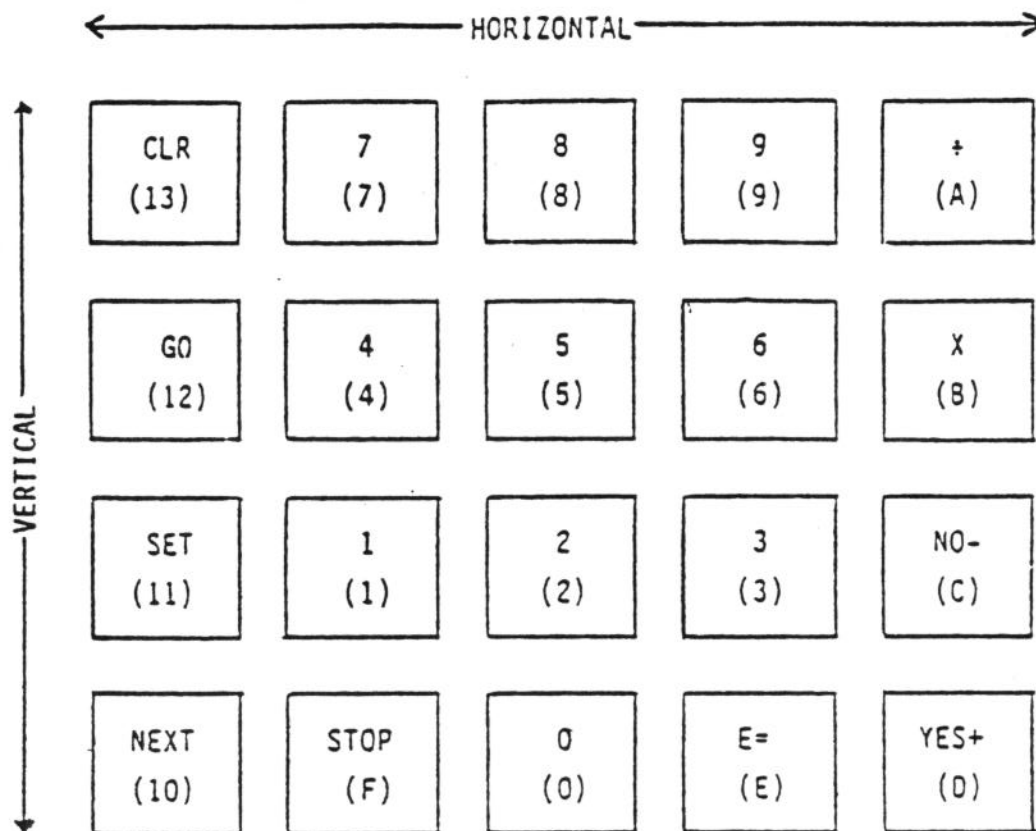 HORIZONTAL
VERTICAL
CLR 7 8 9 ÷
(13) (7) (8) (9) (A)
GO 4 5 6 X
(12) (4) (5) (6) (B)
SET 1 2 3 NO-
(11) (1) (2) (3) (C)
NEXT STOP 0 E= YES+
(10) (F) (0) (E) (D)